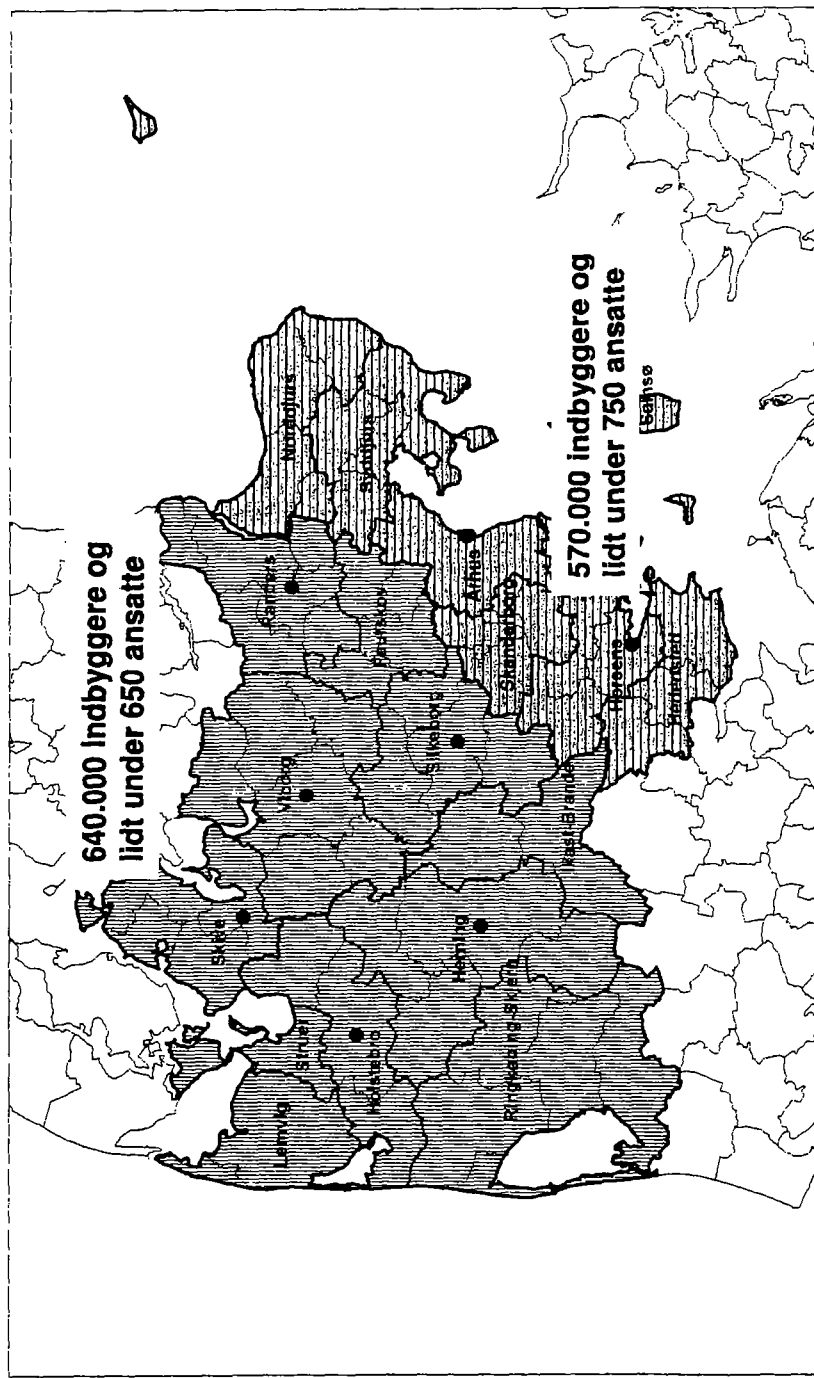 640.000 Indbyggere og
lidt under 650 ansatte
Skive
Lemvig
Struer
Holstebro
Viborg
Randers
Norddjurs
Syddjurs
Favrskov
Silkeborg
Herning
Ringkøbing-Skjern
Ikast-Brande
Århus
Skanderborg
Horsens
Hedensted
Samsø
570.000 indbyggere og
lidt under 750 ansatte